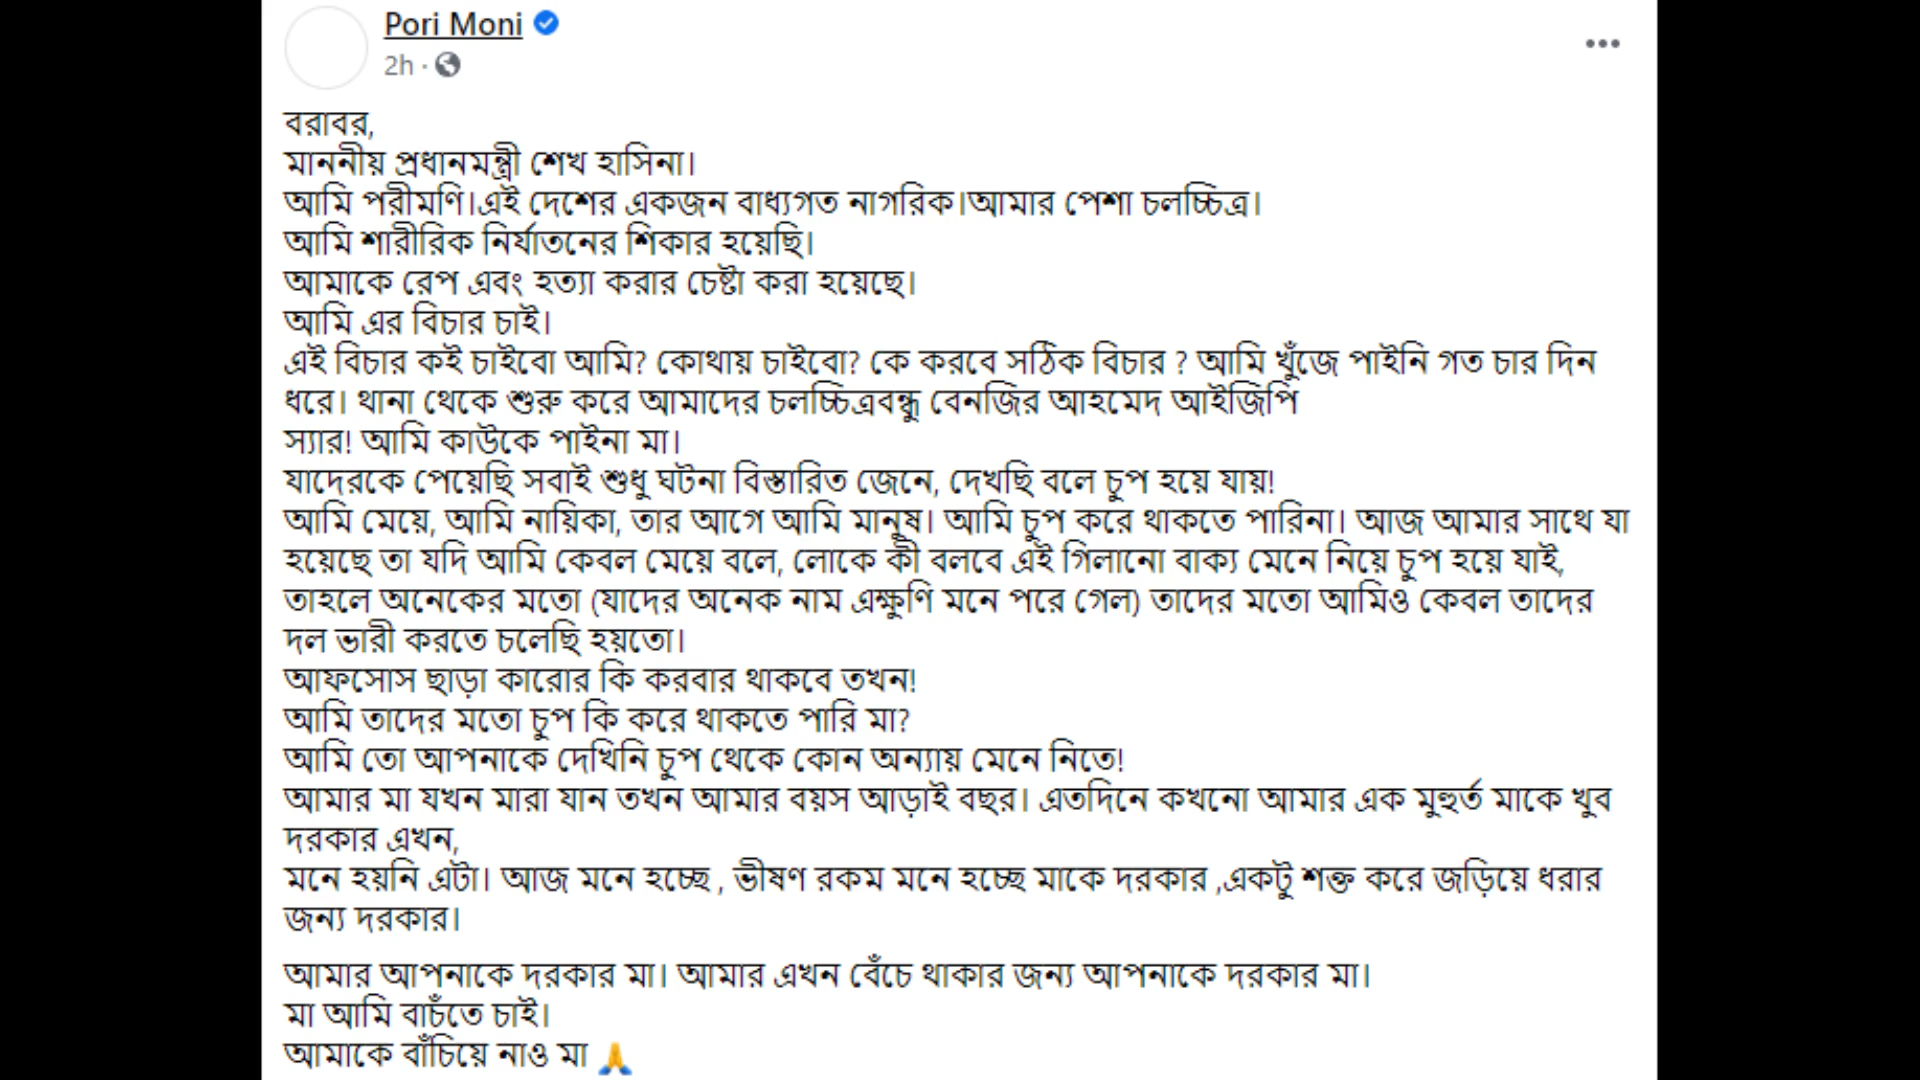 Pori Moni
2h ·
বরাবর,
মাননীয় প্রধানমন্ত্রী শেখ হাসিনা।
আমি পরীমণি।এই দেশের একজন বাধ্যগত নাগরিক।আমার পেশা চলচ্চিত্র।
আমি শারীরিক নির্যাতনের শিকার হয়েছি।
আমাকে রেপ এবং হত্যা করার চেষ্টা করা হয়েছে।
আমি এর বিচার চাই।
এই বিচার কই চাইবো আমি? কোথায় চাইবো? কে করবে সঠিক বিচার ? আমি খুঁজে পাইনি গত চার দিন
ধরে। থানা থেকে শুরু করে আমাদের চলচ্চিত্রবন্ধু বেনজির আহমেদ আইজিপি
স্যার! আমি কাউকে পাইনা মা।
যাদেরকে পেয়েছি সবাই শুধু ঘটনা বিস্তারিত জেনে, দেখছি বলে চুপ হয়ে যায়!
আমি মেয়ে, আমি নায়িকা, তার আগে আমি মানুষ। আমি চুপ করে থাকতে পারিনা। আজ আমার সাথে যা
হয়েছে তা যদি আমি কেবল মেয়ে বলে, লোকে কী বলবে এই গিলানো বাক্য মেনে নিয়ে চুপ হয়ে যাই,
তাহলে অনেকের মতো (যাদের অনেক নাম এক্ষুণি মনে পরে গেল) তাদের মতো আমিও কেবল তাদের
দল ভারী করতে চলেছি হয়তো।
আফসোস ছাড়া কারোর কি করবার থাকবে তখন!
আমি তাদের মতো চুপ কি করে থাকতে পারি মা?
আমি তো আপনাকে দেখিনি চুপ থেকে কোন অন্যায় মেনে নিতে!
আমার মা যখন মারা যান তখন আমার বয়স আড়াই বছর। এতদিনে কখনো আমার এক মুহুর্ত মাকে খুব
দরকার এখন,
মনে হয়নি এটা। আজ মনে হচ্ছে , ভীষণ রকম মনে হচ্ছে মাকে দরকার ,একটু শক্ত করে জড়িয়ে ধরার
জন্য দরকার।
আমার আপনাকে দরকার মা। আমার এখন বেঁচে থাকার জন্য আপনাকে দরকার মা।
মা আমি বাচঁতে চাই।
আমাকে বাঁচিয়ে নাও মা 🙏